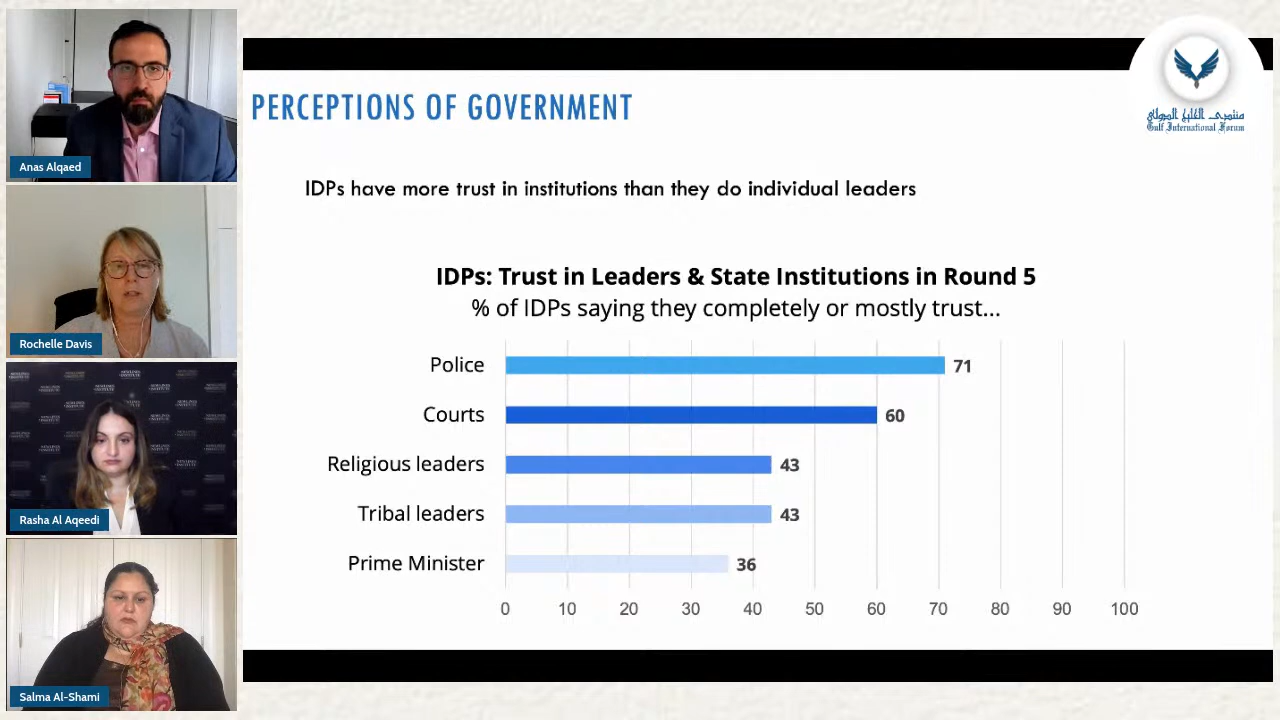 Anas Alqaed
Rochelle Davis
Rasha Al Aqeedi
Salma Al-Shami
منتدى الخليج الدولي
Gulf International Forum
PERCEPTIONS OF GOVERNMENT
IDPs have more trust in institutions than they do individual leaders
IDPs: Trust in Leaders & State Institutions in Round 5
% of IDPs saying they completely or mostly trust...
Police 71
Courts 60
Religious leaders 43
Tribal leaders 43
Prime Minister 36
0 10 20 30 40 50 60 70 80 90 100